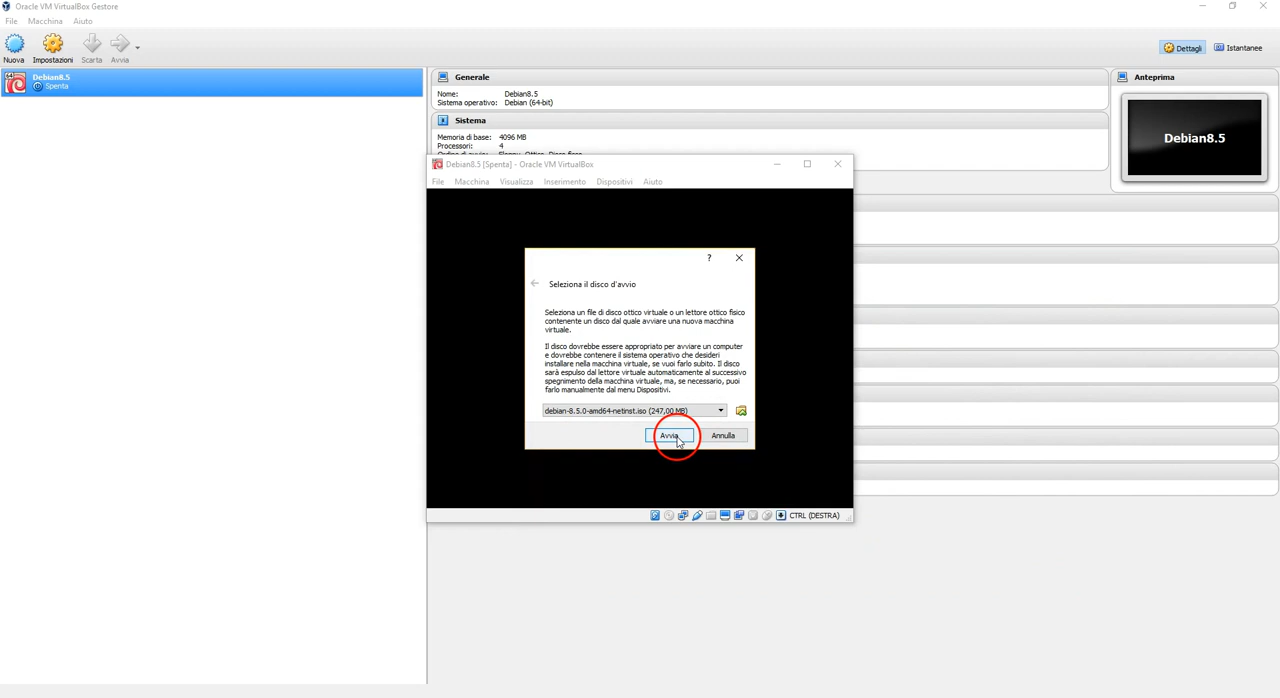 Oracle VM VirtualBox Gestore
File Macchina Aiuto
Nuova Impostazioni Scarta Avvia
Dettagli Istantanee
64
Debian8.5
Spenta
Generale
Nome: Debian8.5
Sistema operativo: Debian (64-bit)
Sistema
Memoria di base: 4096 MB
Processori: 4
Anteprima
Debian8.5
Debian8.5 [Spenta] - Oracle VM VirtualBox
File Macchina Visualizza Inserimento Dispositivi Aiuto
?
Seleziona il disco d'avvio
Seleziona un file di disco ottico virtuale o un lettore ottico fisico
contenente un disco dal quale avviare una nuova macchina
virtuale.
Il disco dovrebbe essere appropriato per avviare un computer
e dovrebbe contenere il sistema operativo che desideri
installare nella macchina virtuale, se vuoi farlo subito. Il disco
sarà espulso dal lettore virtuale automaticamente al successivo
spegnimento della macchina virtuale, ma, se necessario, puoi
farlo manualmente dal menu Dispositivi.
debian-8.5.0-amd64-netinst.iso (247,00 MB)
Avvia Annulla
CTRL (DESTRA)